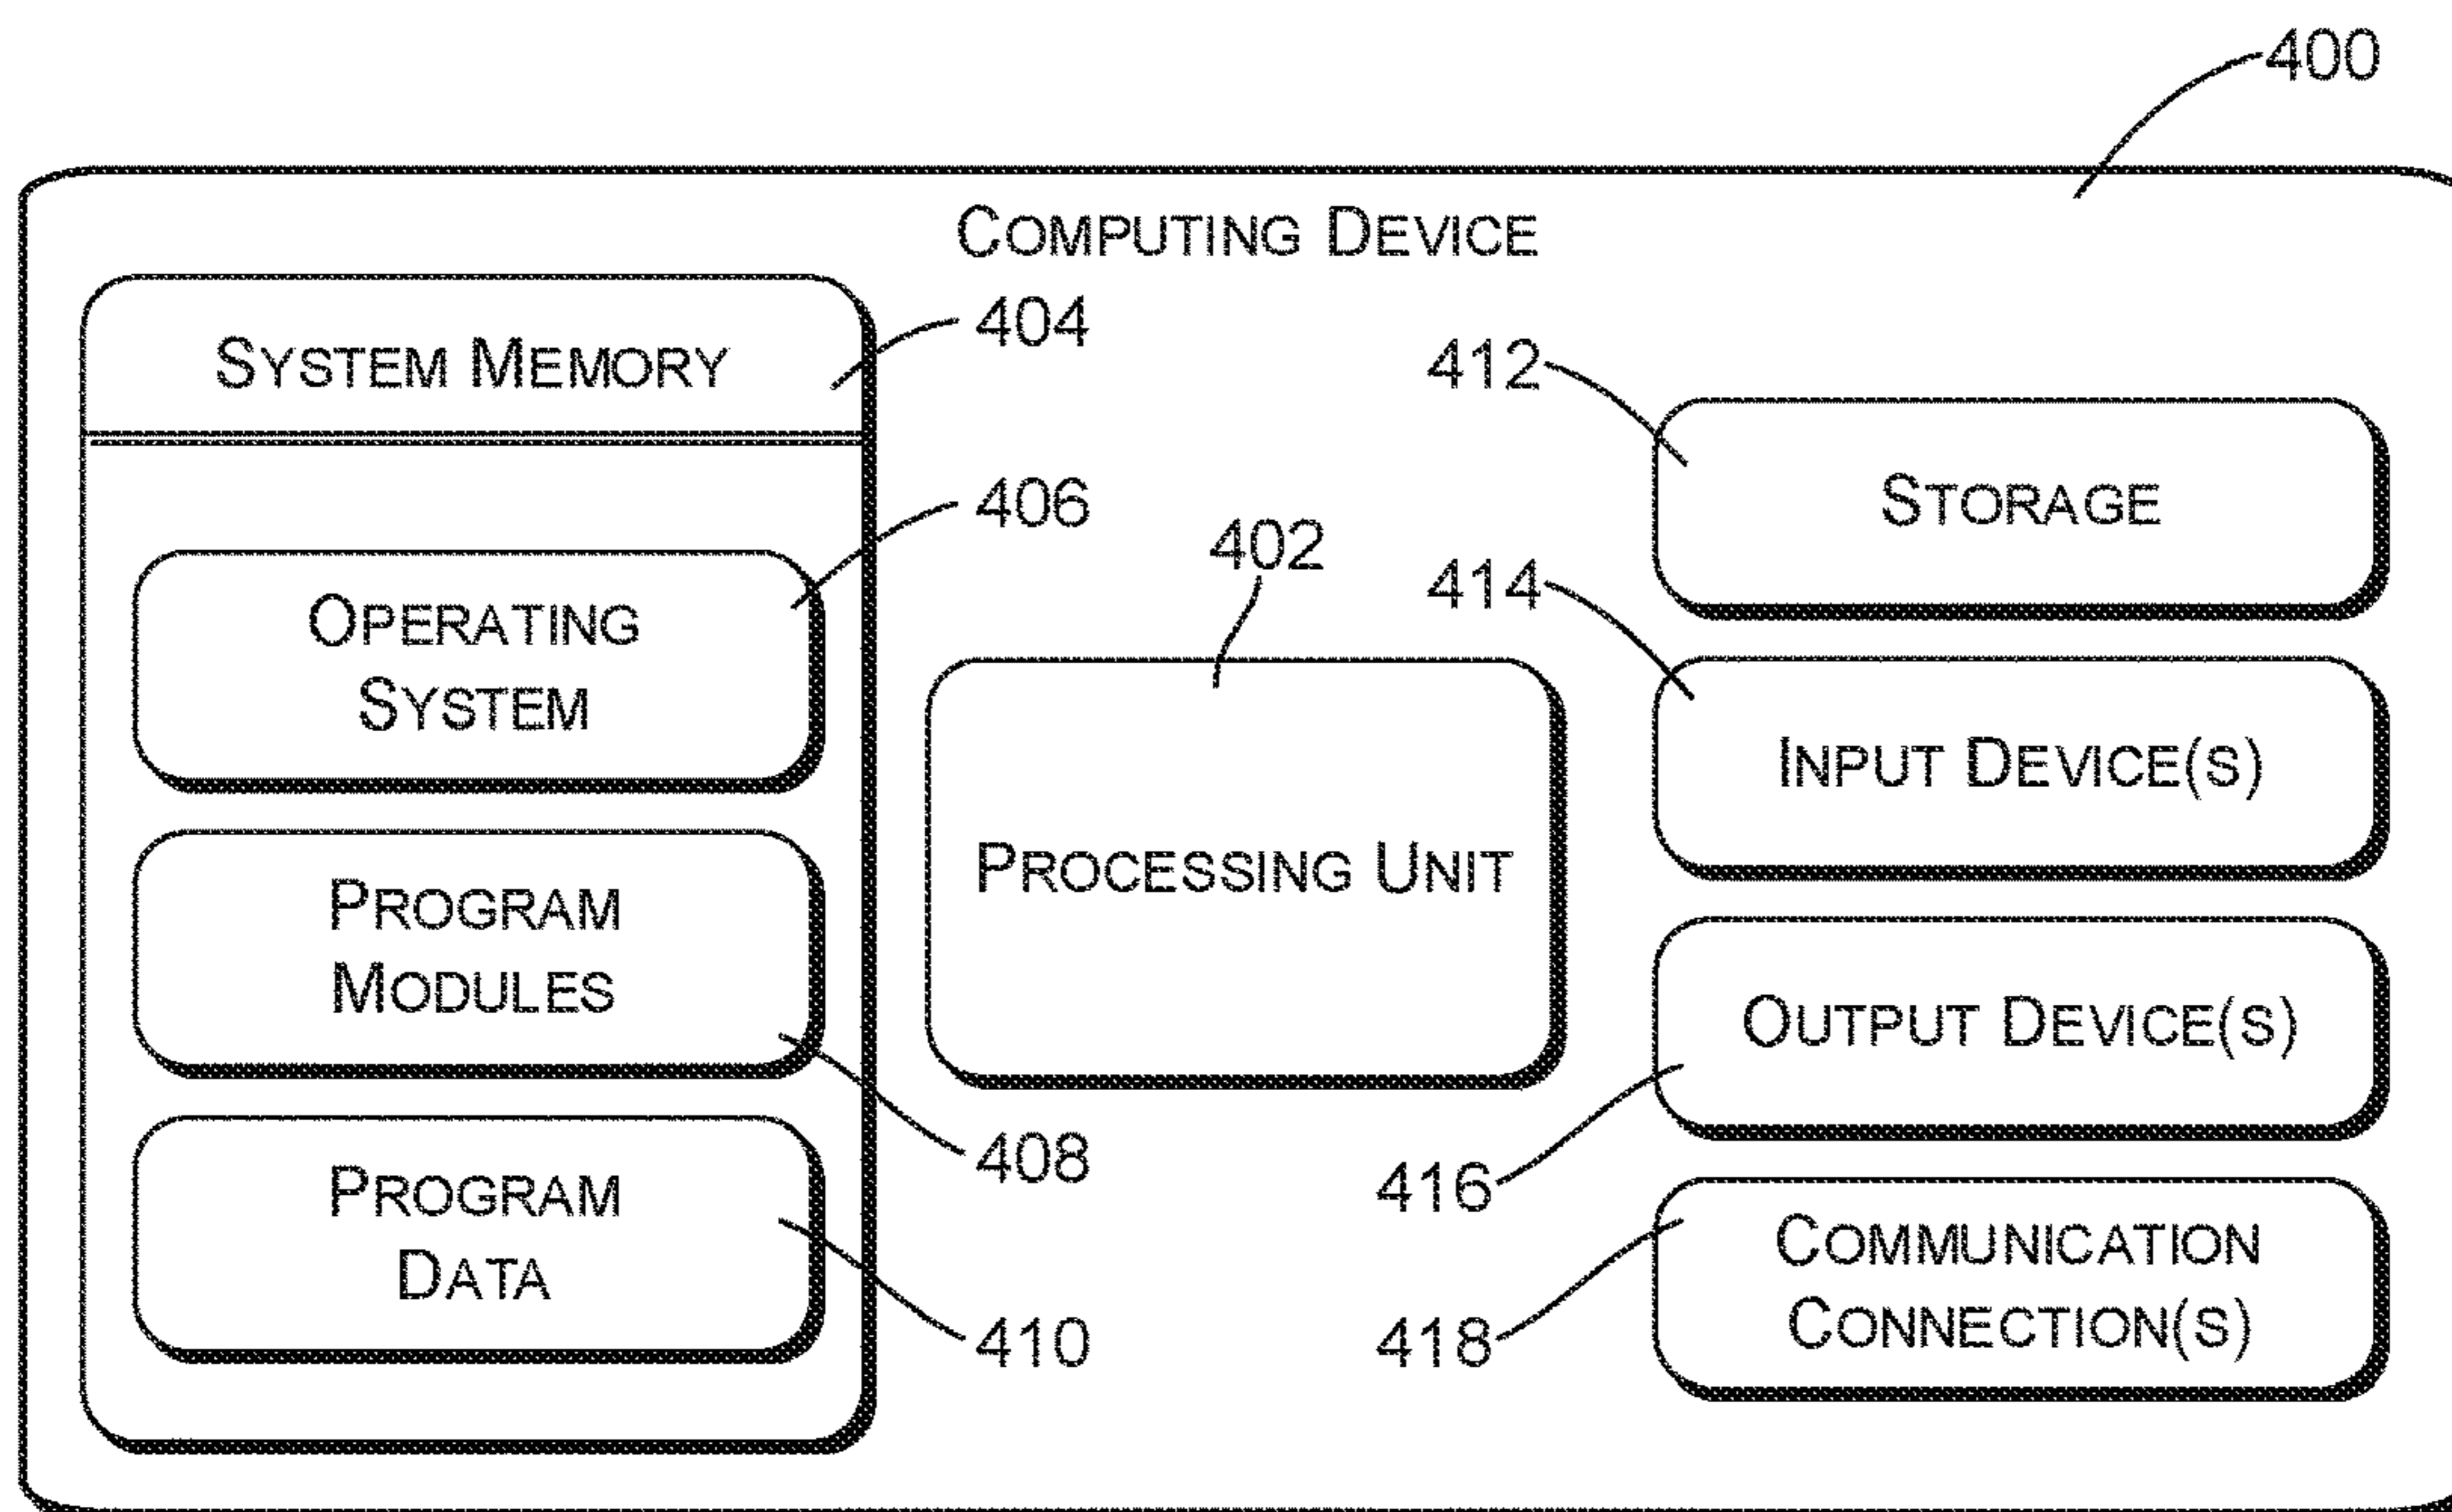 400
COMPUTING DEVICE
SYSTEM MEMORY
404
OPERATING
SYSTEM
406
PROGRAM
MODULES
408
PROGRAM
DATA
410
402
PROCESSING UNIT
412
STORAGE
414
INPUT DEVICE(S)
OUTPUT DEVICE(S)
416
COMMUNICATION
CONNECTION(S)
418